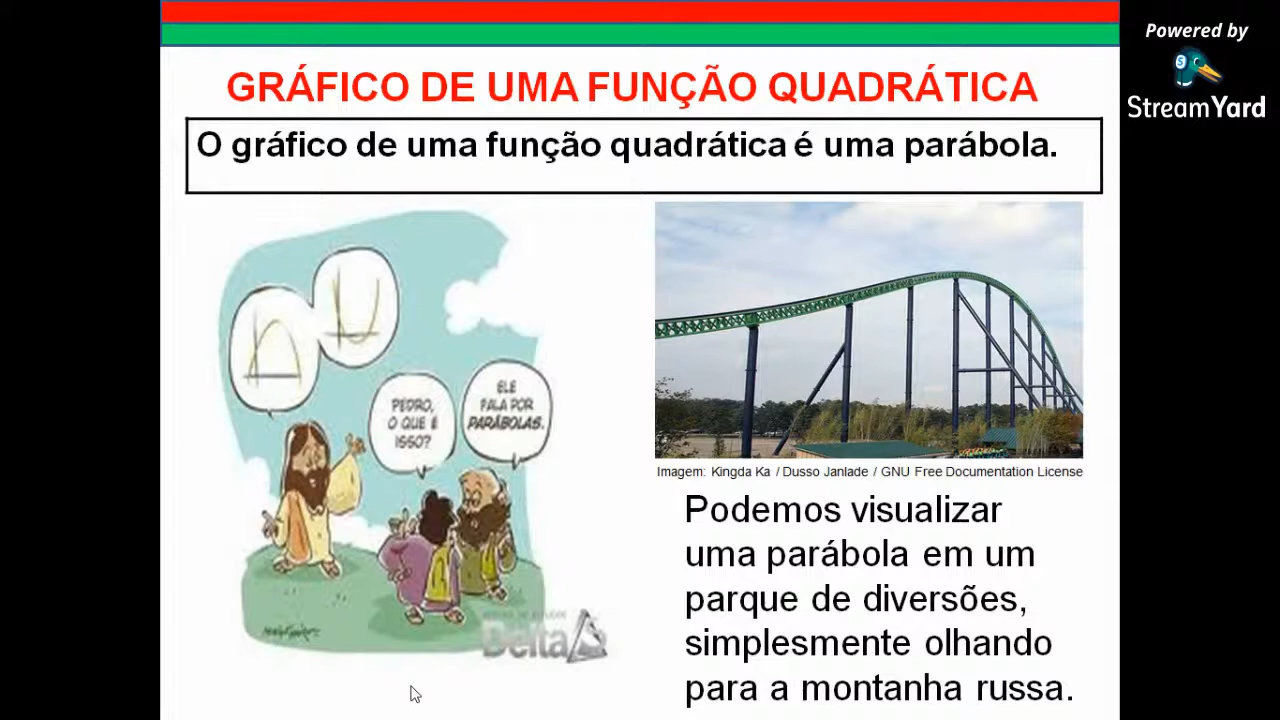 Powered by
StreamYard
GRÁFICO DE UMA FUNÇÃO QUADRÁTICA
O gráfico de uma função quadrática é uma parábola.
PEDRO,
O QUE É
ISSO?
ELE
FALA POR
PARÁBOLAS.
Delta
Imagem: Kingda Ka / Dusso Janlade / GNU Free Documentation License
Podemos visualizar
uma parábola em um
parque de diversões,
simplesmente olhando
para a montanha russa.